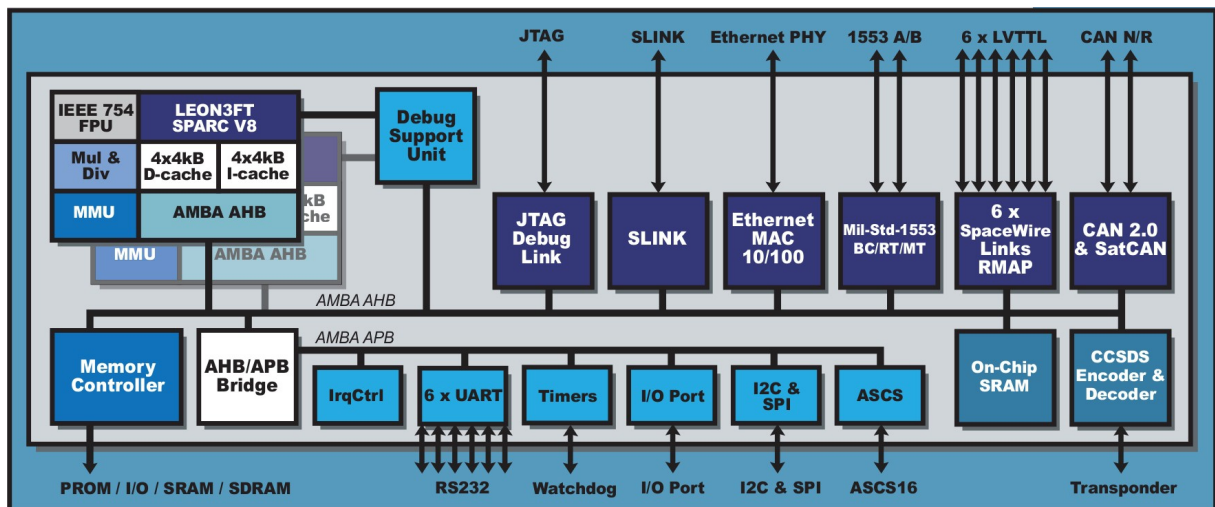 JTAG
SLINK
Ethernet PHY
1553 A/B
6 x LVTTL
CAN N/R
IEEE 754
FPU
LEON3FT
SPARC V8
Mul &
Div
4x4kB
D-cache
4x4kB
I-cache
MMU
AMBA AHB
kB
che
MMU
AMBA AHB
Debug
Support
Unit
JTAG
Debug
Link
SLINK
Ethernet
MAC
10/100
Mil-Std-1553
BC/RT/MT
6 x
SpaceWire
Links
RMAP
CAN 2.0
& SatCAN
AMBA AHB
AMBA APB
Memory
Controller
AHB/APB
Bridge
IrqCtrl
6 x UART
Timers
I/O Port
I2C &
SPI
ASCS
On-Chip
SRAM
CCSDS
Encoder &
Decoder
PROM / I/O / SRAM / SDRAM
RS232
Watchdog
I/O Port
I2C & SPI
ASCS16
Transponder